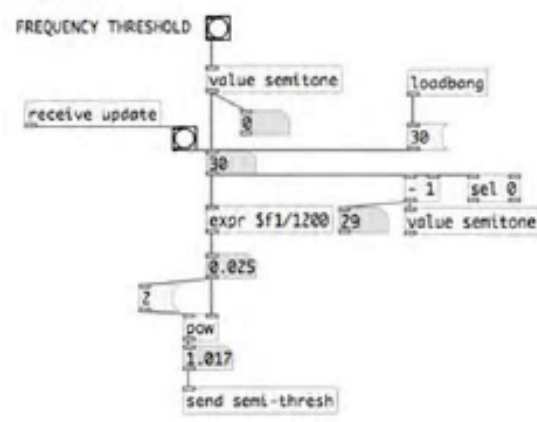 FREQUENCY THRESHOLD
value semitone
loadbang
0
receive update
30
30
- 1
sel 0
expr $f1/1200
29
value semitone
0.025
2
pow
1.017
send semi-thresh